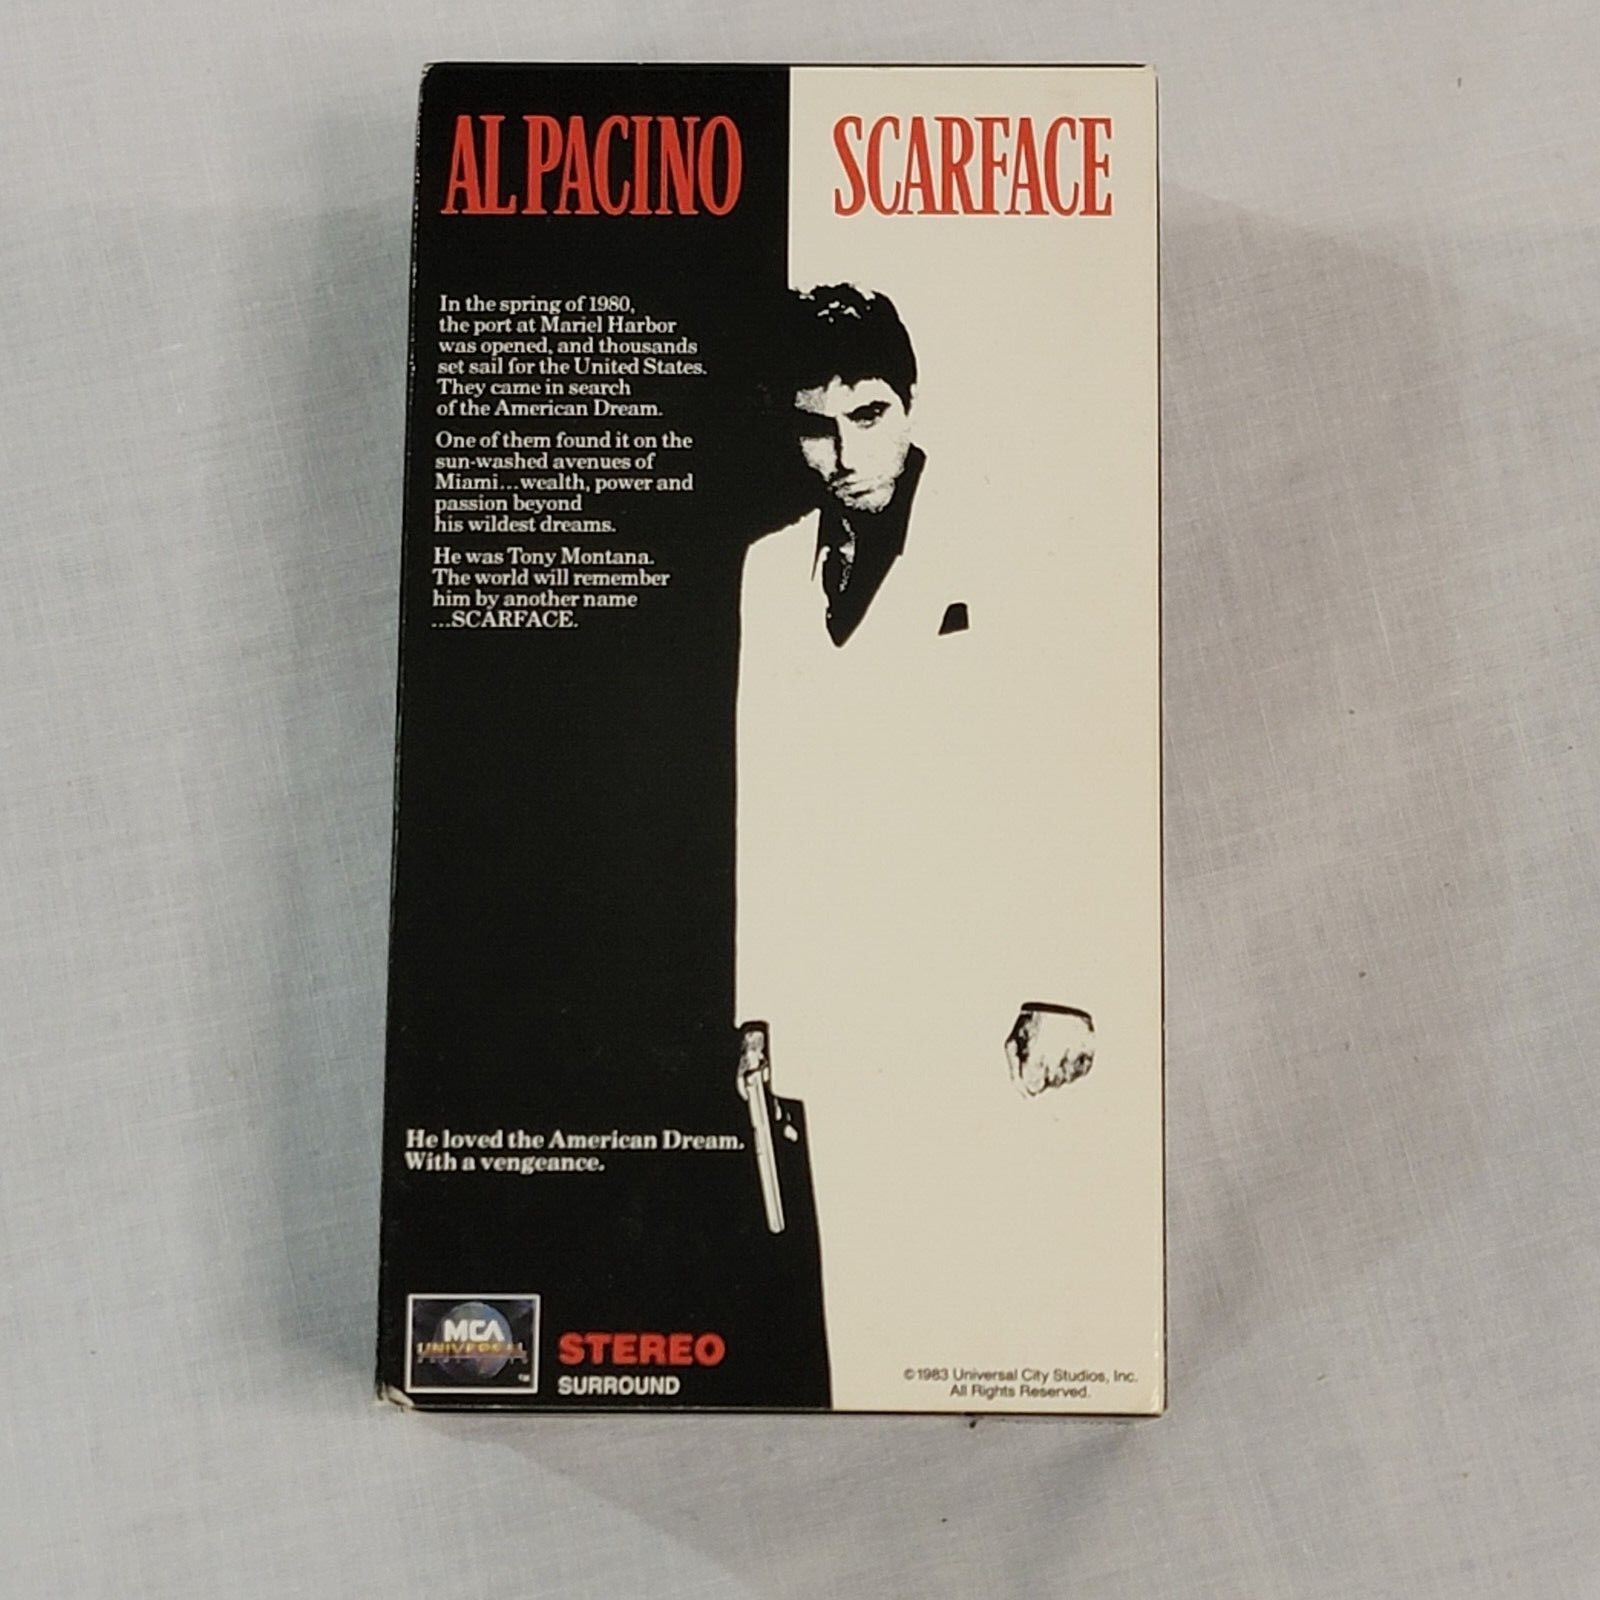 AL PACINO
SCARFACE
In the spring of 1980,
the port at Mariel Harbor
was opened, and thousands
set sail for the United States.
They came in search
of the American Dream.
One of them found it on the
sun-washed avenues of
Miami...wealth, power and
passion beyond
his wildest dreams.
He was Tony Montana.
The world will remember
him by another name
...SCARFACE.
He loved the American Dream.
With a vengeance.
MCA
UNIVERSAL
STEREO
SURROUND
©1983 Universal City Studios, Inc.
All Rights Reserved.